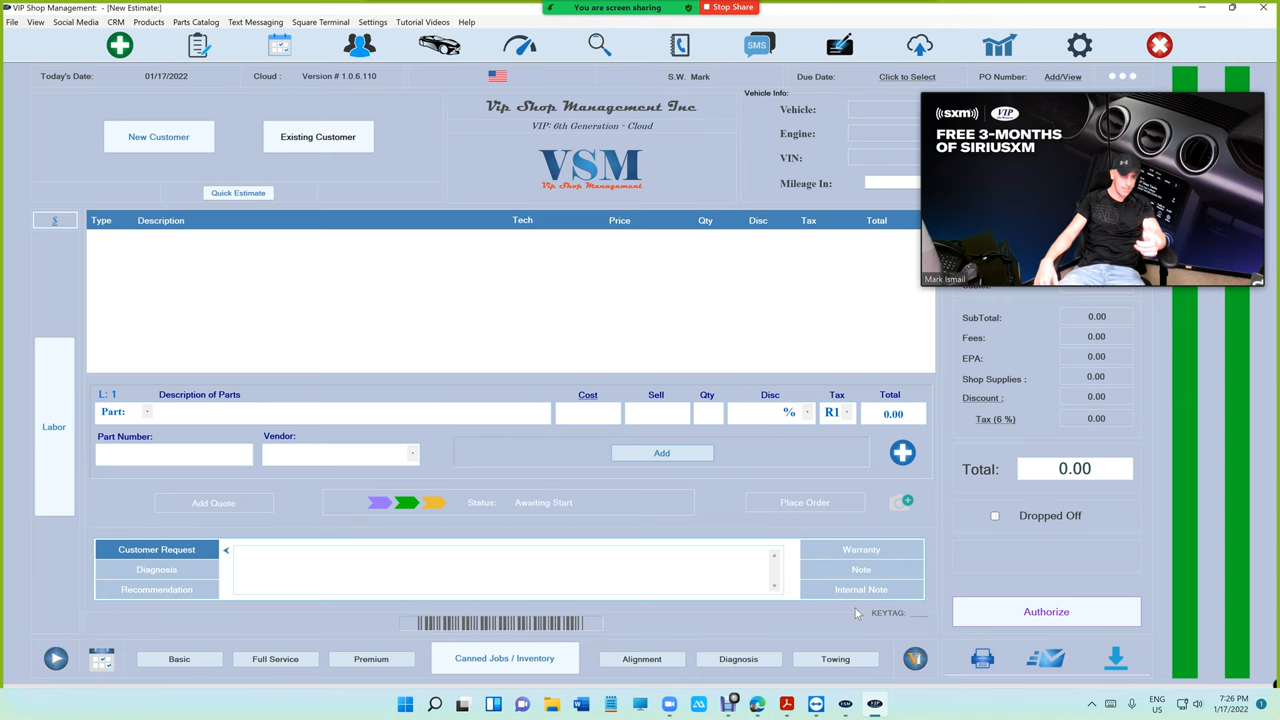 VIP Shop Management: - [New Estimate:]
You are screen sharing
Stop Share
File View Social Media CRM Products Parts Catalog Text Messaging Square Terminal Settings Tutorial Videos Help
SMS
Today's Date: 01/17/2022 Cloud : Version # 1.0.6.110 S.W. Mark Due Date: Click to Select PO Number: Add/View
New Customer
Existing Customer
Quick Estimate
Vip Shop Management Inc
VIP: 6th Generation - Cloud
VSM
Vip Shop Management
Vehicle Info:
Vehicle:
Engine:
VIN:
Mileage In:
((sxm)) VIP
FREE 3-MONTHS
OF SIRIUSXM
Mark Ismail
S Type Description Tech Price Qty Disc Tax Total
Labor
SubTotal: 0.00
Fees: 0.00
EPA: 0.00
Shop Supplies : 0.00
Discount : 0.00
Tax (6 %) 0.00
Total: 0.00
Dropped Off
Authorize
L: 1 Description of Parts Cost Sell Qty Disc Tax Total
Part: % R1 0.00
Part Number: Vendor:
Add
Add Quote
Status: Awaiting Start
Place Order
Customer Request
Diagnosis
Recommendation
Warranty
Note
Internal Note
KEYTAG:
Basic Full Service Premium Canned Jobs / Inventory Alignment Diagnosis Towing
ENG
US
7:26 PM
1/17/2022